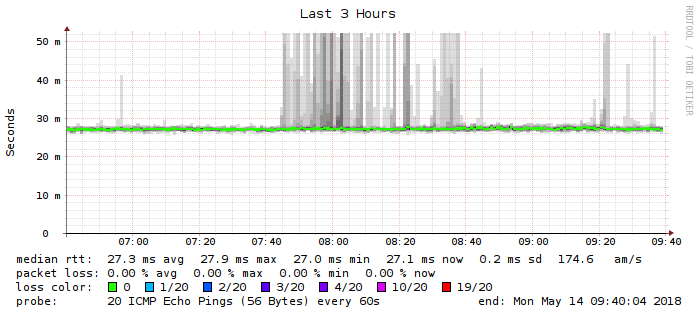 Last 3 Hours
RRDTOOL / TOBI OETIKER
Seconds
50 m
40 m
30 m
20 m
10 m
0
07:00 07:20 07:40 08:00 08:20 08:40 09:00 09:20 09:40
median rtt: 27.3 ms avg 27.9 ms max 27.0 ms min 27.1 ms now 0.2 ms sd 174.6 am/s
packet loss: 0.00 % avg 0.00 % max 0.00 % min 0.00 % now
loss color: 0 1/20 2/20 3/20 4/20 10/20 19/20
probe: 20 ICMP Echo Pings (56 Bytes) every 60s end: Mon May 14 09:40:04 2018